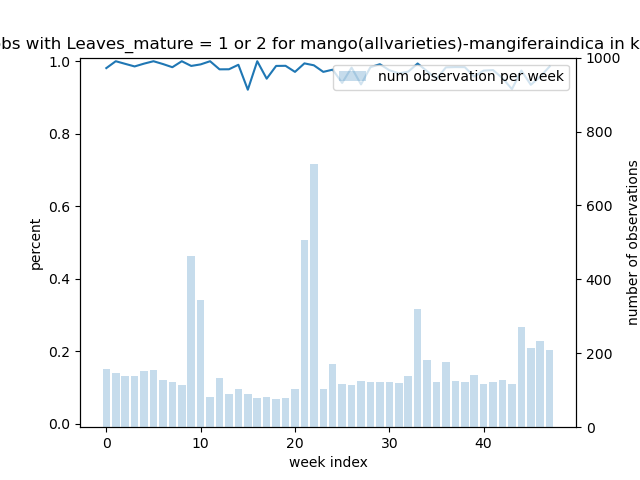 bs with Leaves_mature = 1 or 2 for mango(allvarieties)-mangiferaindica in k
num observation per week
1.0
0.8
0.6
0.4
0.2
0.0
percent
1000
800
600
400
200
0
number of observations
0 10 20 30 40
week index